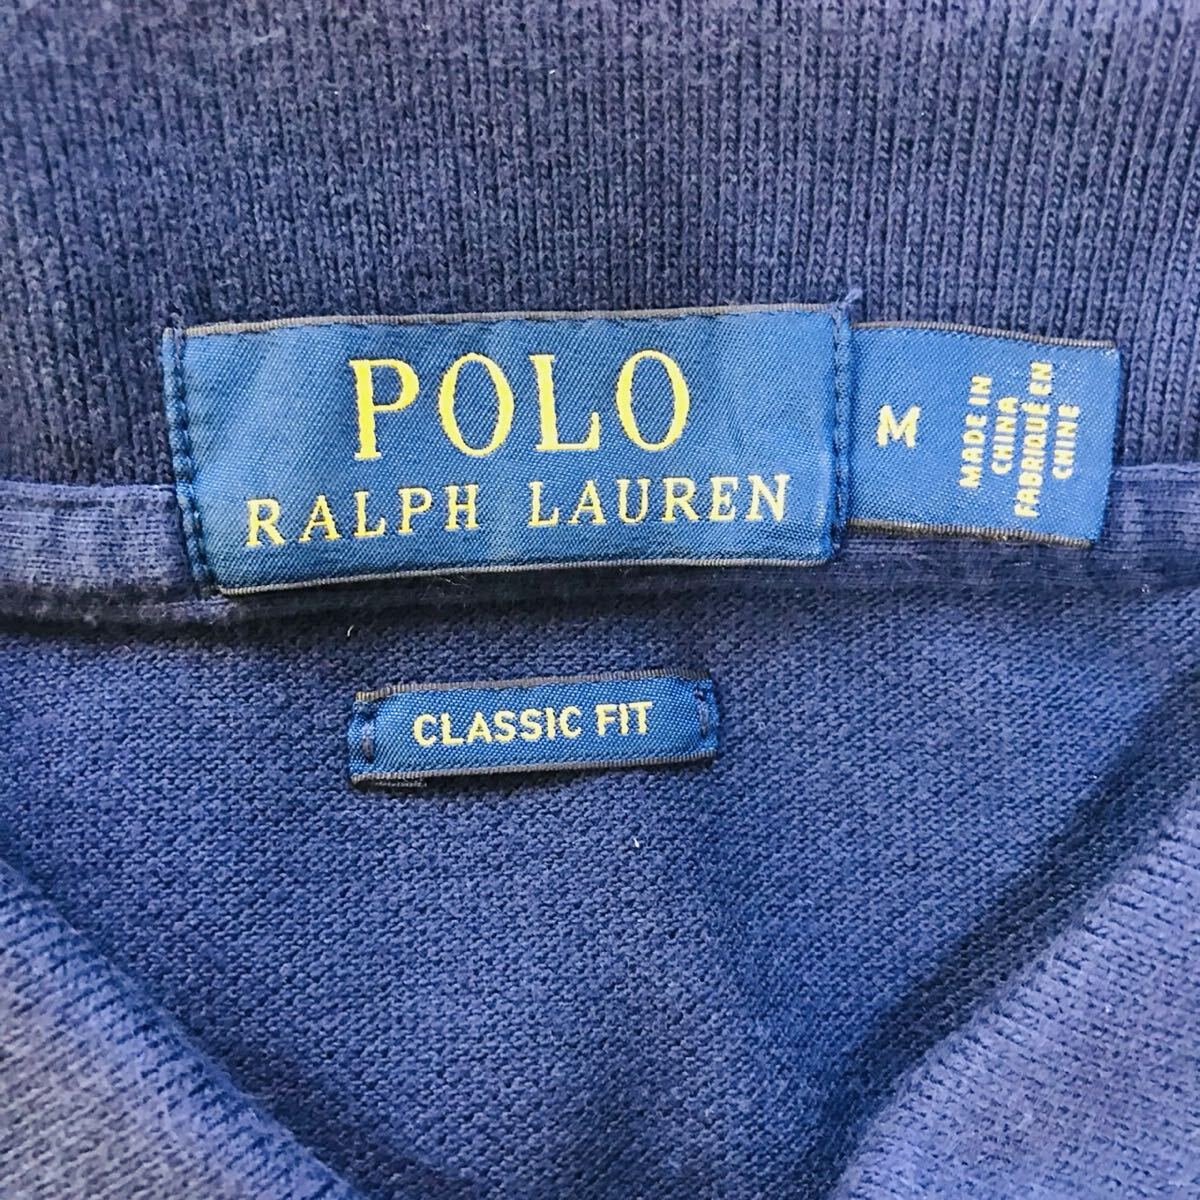 POLO
RALPH LAUREN
M
MADE IN
CHINA
FABRIQUÉ EN
CHINE
CLASSIC FIT